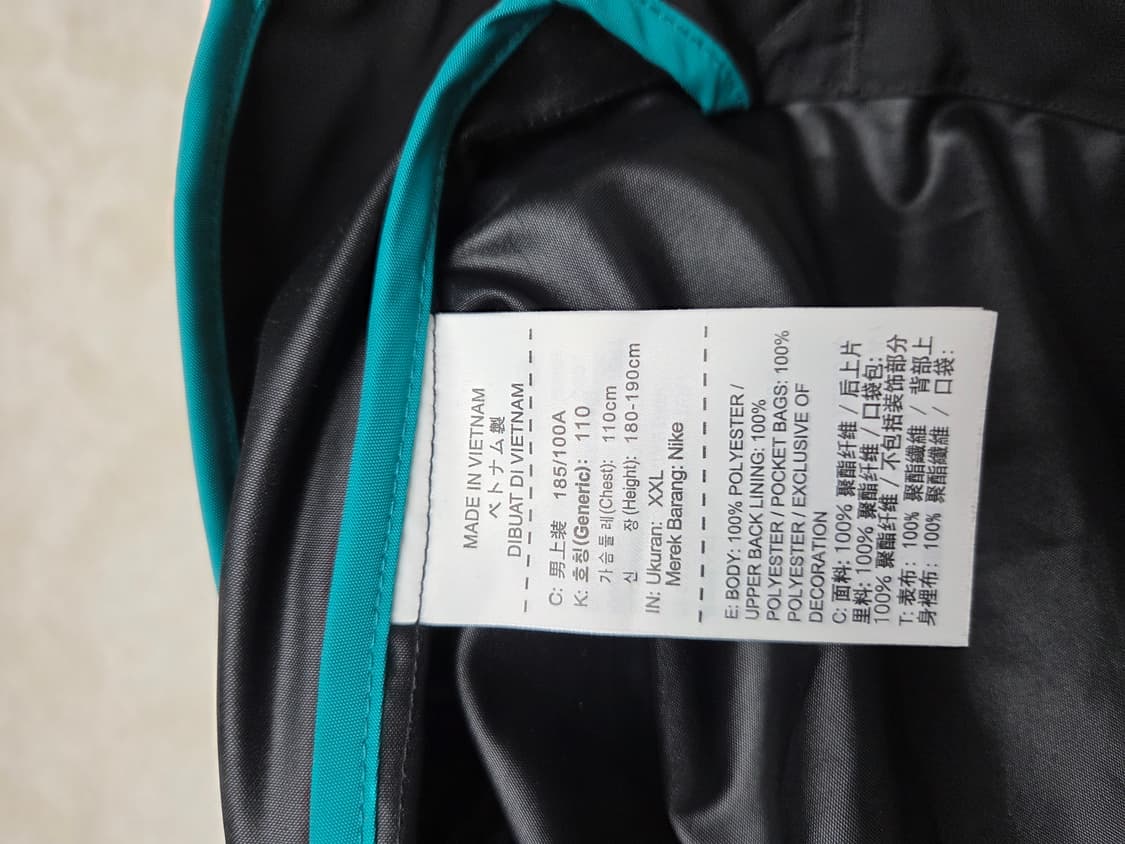 MADE IN VIETNAM
ベトナム製
DIBUAT DI VIETNAM
C: 男上装 185/100A
K: 호칭(Generic): 110
가슴둘레(Chest): 110cm
신 장(Height): 180-190cm
IN: Ukuran: XXL
Merek Barang: Nike
E: BODY: 100% POLYESTER /
UPPER BACK LINING: 100%
POLYESTER / POCKET BAGS: 100%
POLYESTER / EXCLUSIVE OF
DECORATION
C: 面料: 100% 聚酯纤维 / 后上片
里料: 100% 聚酯纤维 / 口袋包:
100% 聚酯纤维 / 不包括装饰部分
T: 表布: 100% 聚酯纖維 / 背部上
身裡布: 100% 聚酯纖維 / 口袋: